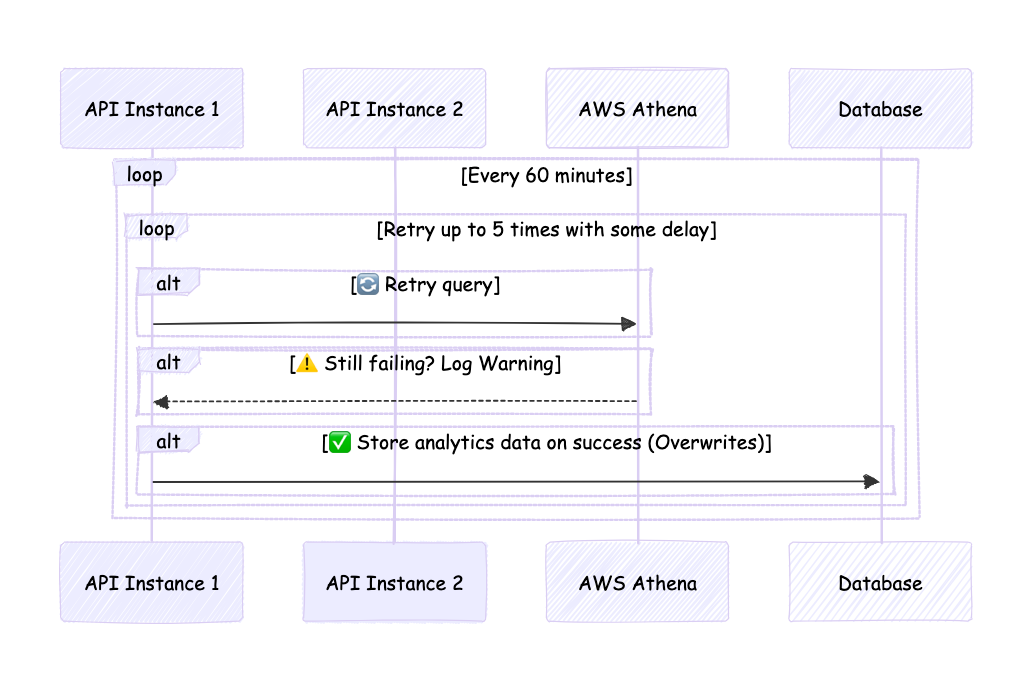 API Instance 1
API Instance 2
AWS Athena
Database
loop
[Every 60 minutes]
loop
[Retry up to 5 times with some delay]
alt
[🔄 Retry query]
alt
[⚠️ Still failing? Log Warning]
alt
[✅ Store analytics data on success (Overwrites)]
API Instance 1
API Instance 2
AWS Athena
Database